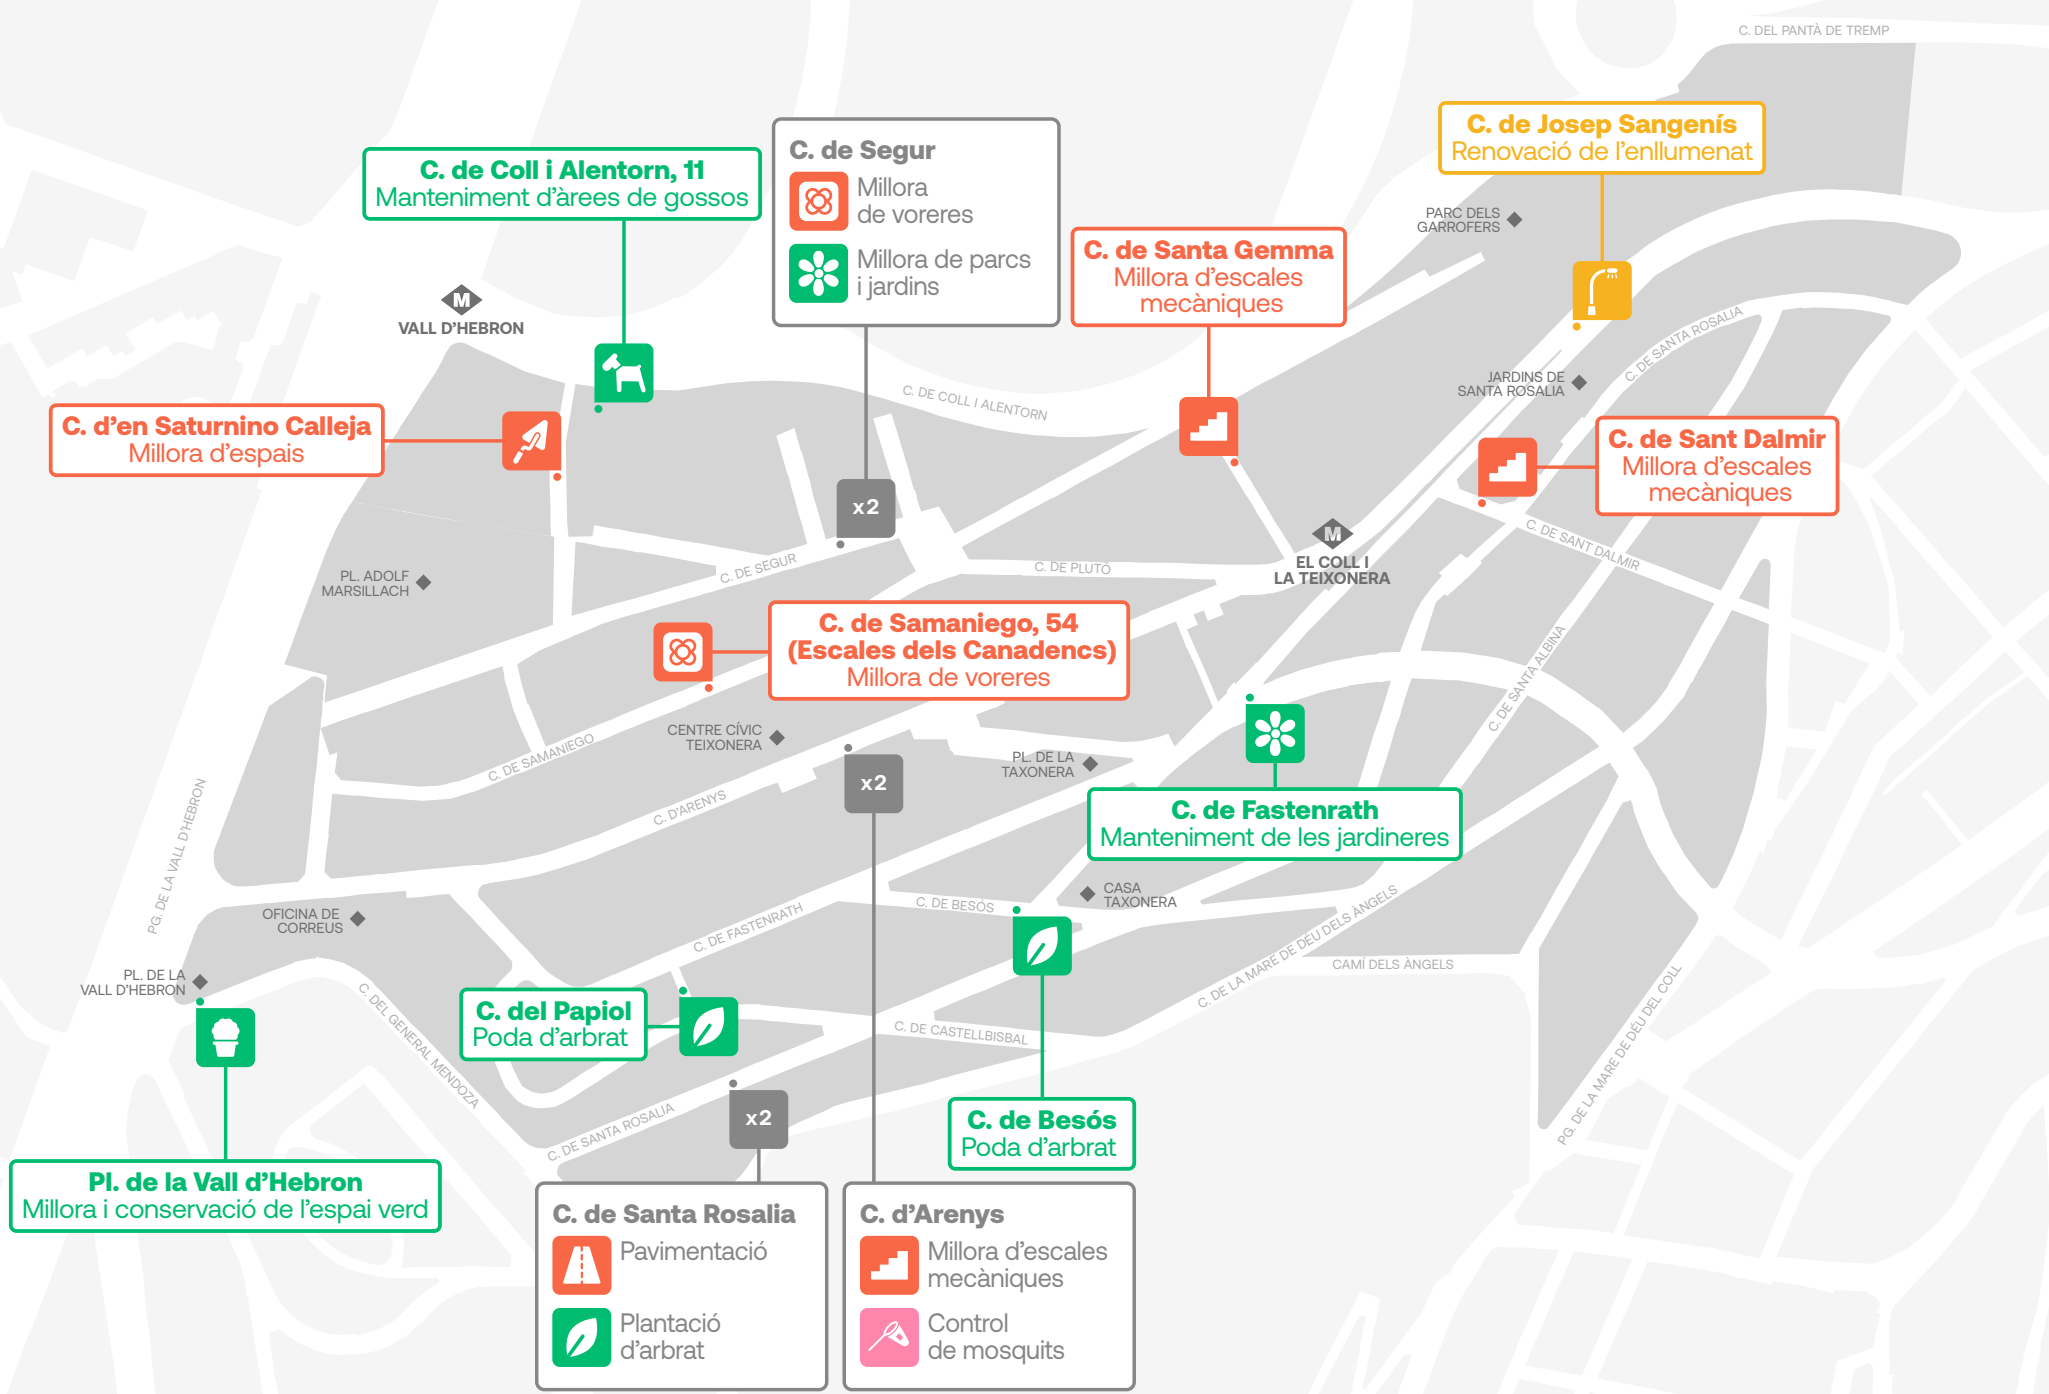 C. DEL PANTÀ DE TREMP
C. de Josep Sangenís
Renovació de l'enllumenat
C. de Coll i Alentorn, 11
Manteniment d'àrees de gossos
C. de Segur
Millora
de voreres
Millora de parcs
i jardins
C. de Santa Gemma
Millora d'escales
mecàniques
PARC DELS
GARROFERS
M
VALL D'HEBRON
C. DE SANTA ROSALIA
JARDINS DE
SANTA ROSALIA
C. DE COLL I ALENTORN
C. d'en Saturnino Calleja
Millora d'espais
C. de Sant Dalmir
Millora d'escales
mecàniques
x2
M
EL COLL I
LA TEIXONERA
C. DE SANT DALMIR
C. DE SEGUR
C. DE PLUTÓ
PL. ADOLF
MARSILLACH
C. de Samaniego, 54
(Escales dels Canadencs)
Millora de voreres
C. DE SANTA ALBINA
CENTRE CÍVIC
TEIXONERA
C. DE SAMANIEGO
PL. DE LA
TAXONERA
x2
C. D'ARENYS
C. de Fastenrath
Manteniment de les jardineres
PG. DE LA VALL D'HEBRON
CASA
TAXONERA
C. DE BESÓS
OFICINA DE
CORREUS
C. DE FASTENRATH
C. DE LA MARE DE DÉU DELS ÀNGELS
CAMÍ DELS ÀNGELS
PL. DE LA
VALL D'HEBRON
C. DEL GENERAL MENDOZA
C. del Papiol
Poda d'arbrat
C. DE CASTELLBISBAL
PG. DE LA MARE DE DÉU DEL COLL
x2
C. DE SANTA ROSALIA
C. de Besós
Poda d'arbrat
Pl. de la Vall d'Hebron
Millora i conservació de l'espai verd
C. de Santa Rosalia
Pavimentació
Plantació
d'arbrat
C. d'Arenys
Millora d'escales
mecàniques
Control
de mosquits